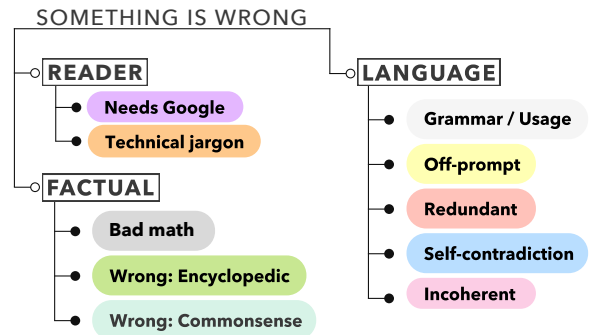 SOMETHING IS WRONG
READER
Needs Google
Technical jargon
FACTUAL
Bad math
Wrong: Encyclopedic
Wrong: Commonsense
LANGUAGE
Grammar / Usage
Off-prompt
Redundant
Self-contradiction
Incoherent